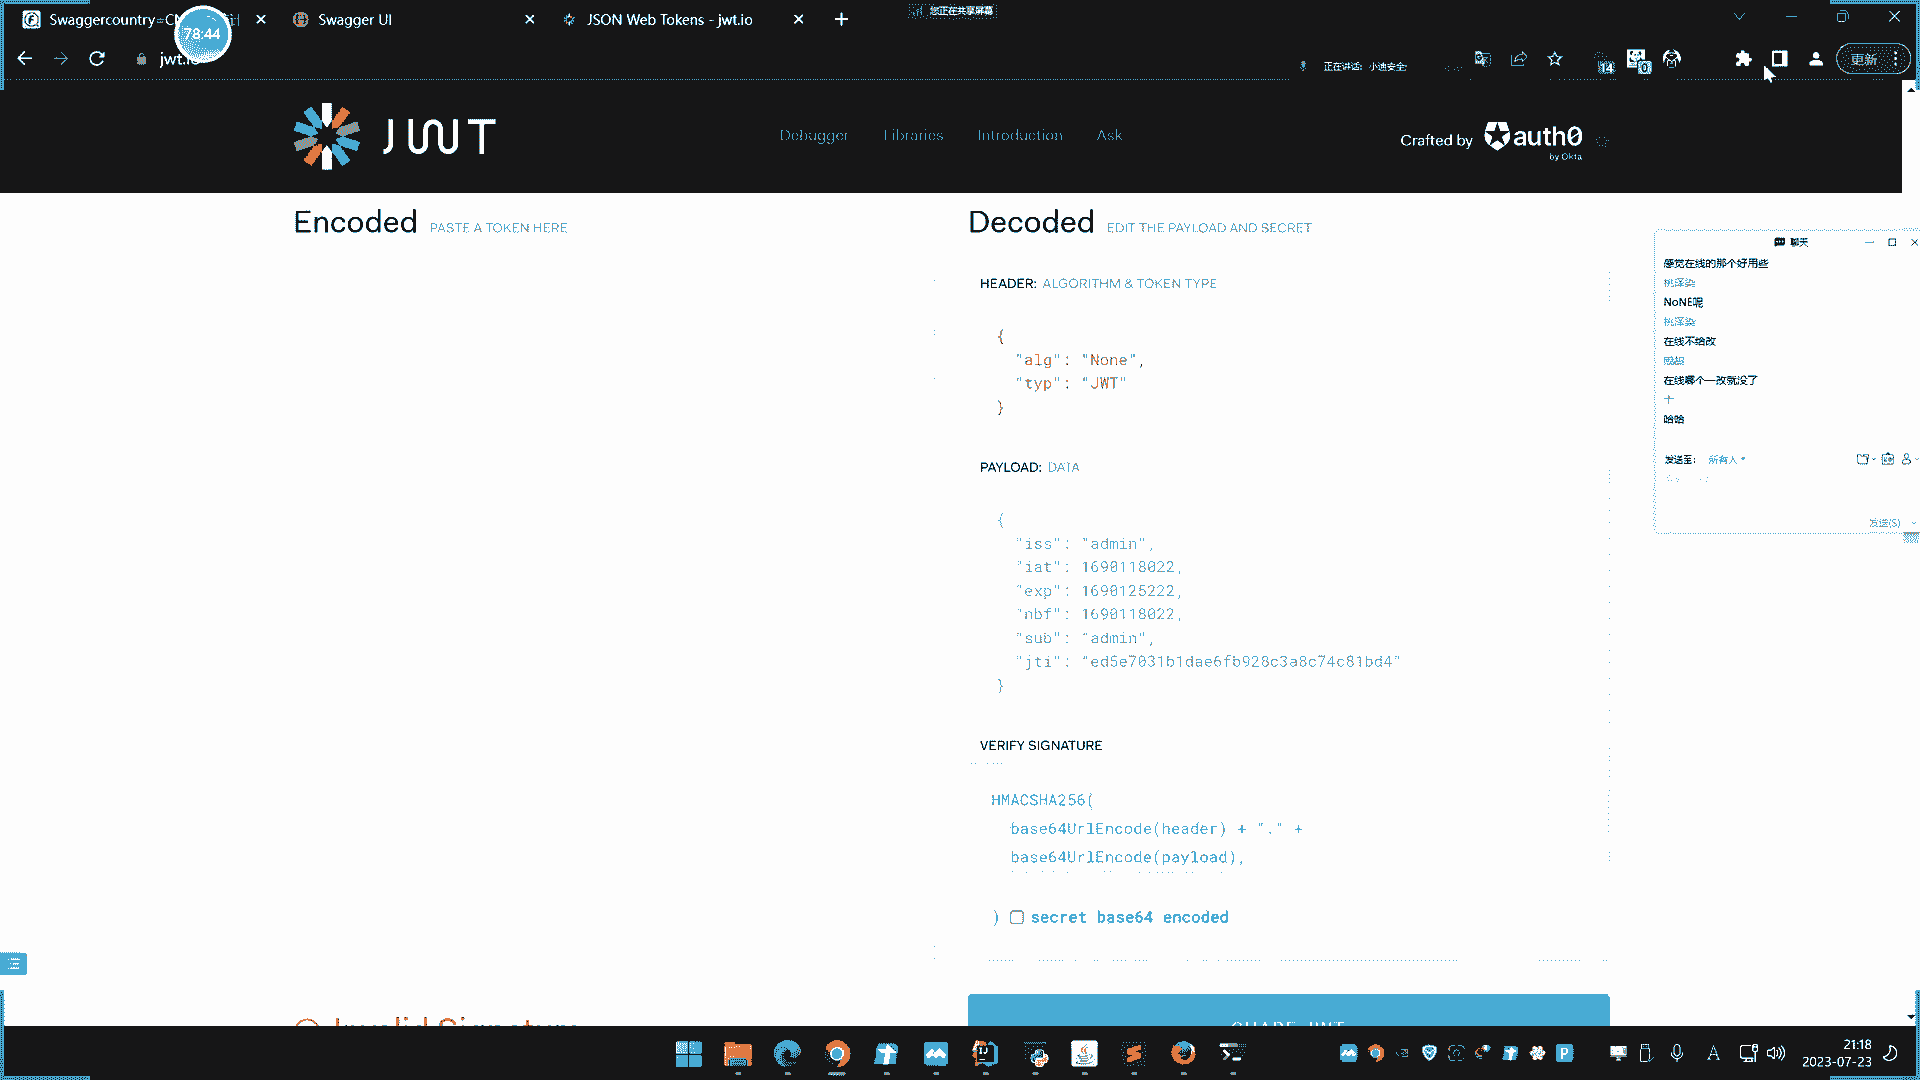 Swaggercountry=CN
Swagger UI
JSON Web Tokens - jwt.io
您正在共享屏幕
78:44
jwt.io
正在讲话: 小迪安全;
14
0
更新
JWT
Debugger
Libraries
Introduction
Ask
Crafted by
auth0
by Okta
Encoded PASTE A TOKEN HERE
Decoded EDIT THE PAYLOAD AND SECRET
HEADER: ALGORITHM & TOKEN TYPE
{
"alg": "None",
"typ": "JWT"
}
PAYLOAD: DATA
{
"iss": "admin",
"iat": 1690118022,
"exp": 1690125222,
"nbf": 1690118022,
"sub": "admin",
"jti": "ed5e7031b1dae6fb928c3a8c74c81bd4"
}
VERIFY SIGNATURE
HMACSHA256(
base64UrlEncode(header) + "." +
base64UrlEncode(payload),
) secret base64 encoded
Invalid Signature
SHARE JWT
聊天
感觉在线的那个好用些
NoNE呢
在线不给改
在线哪个一改就没了
十
哈哈
发送至: 所有人
发送(S)
21:18
2023-07-23